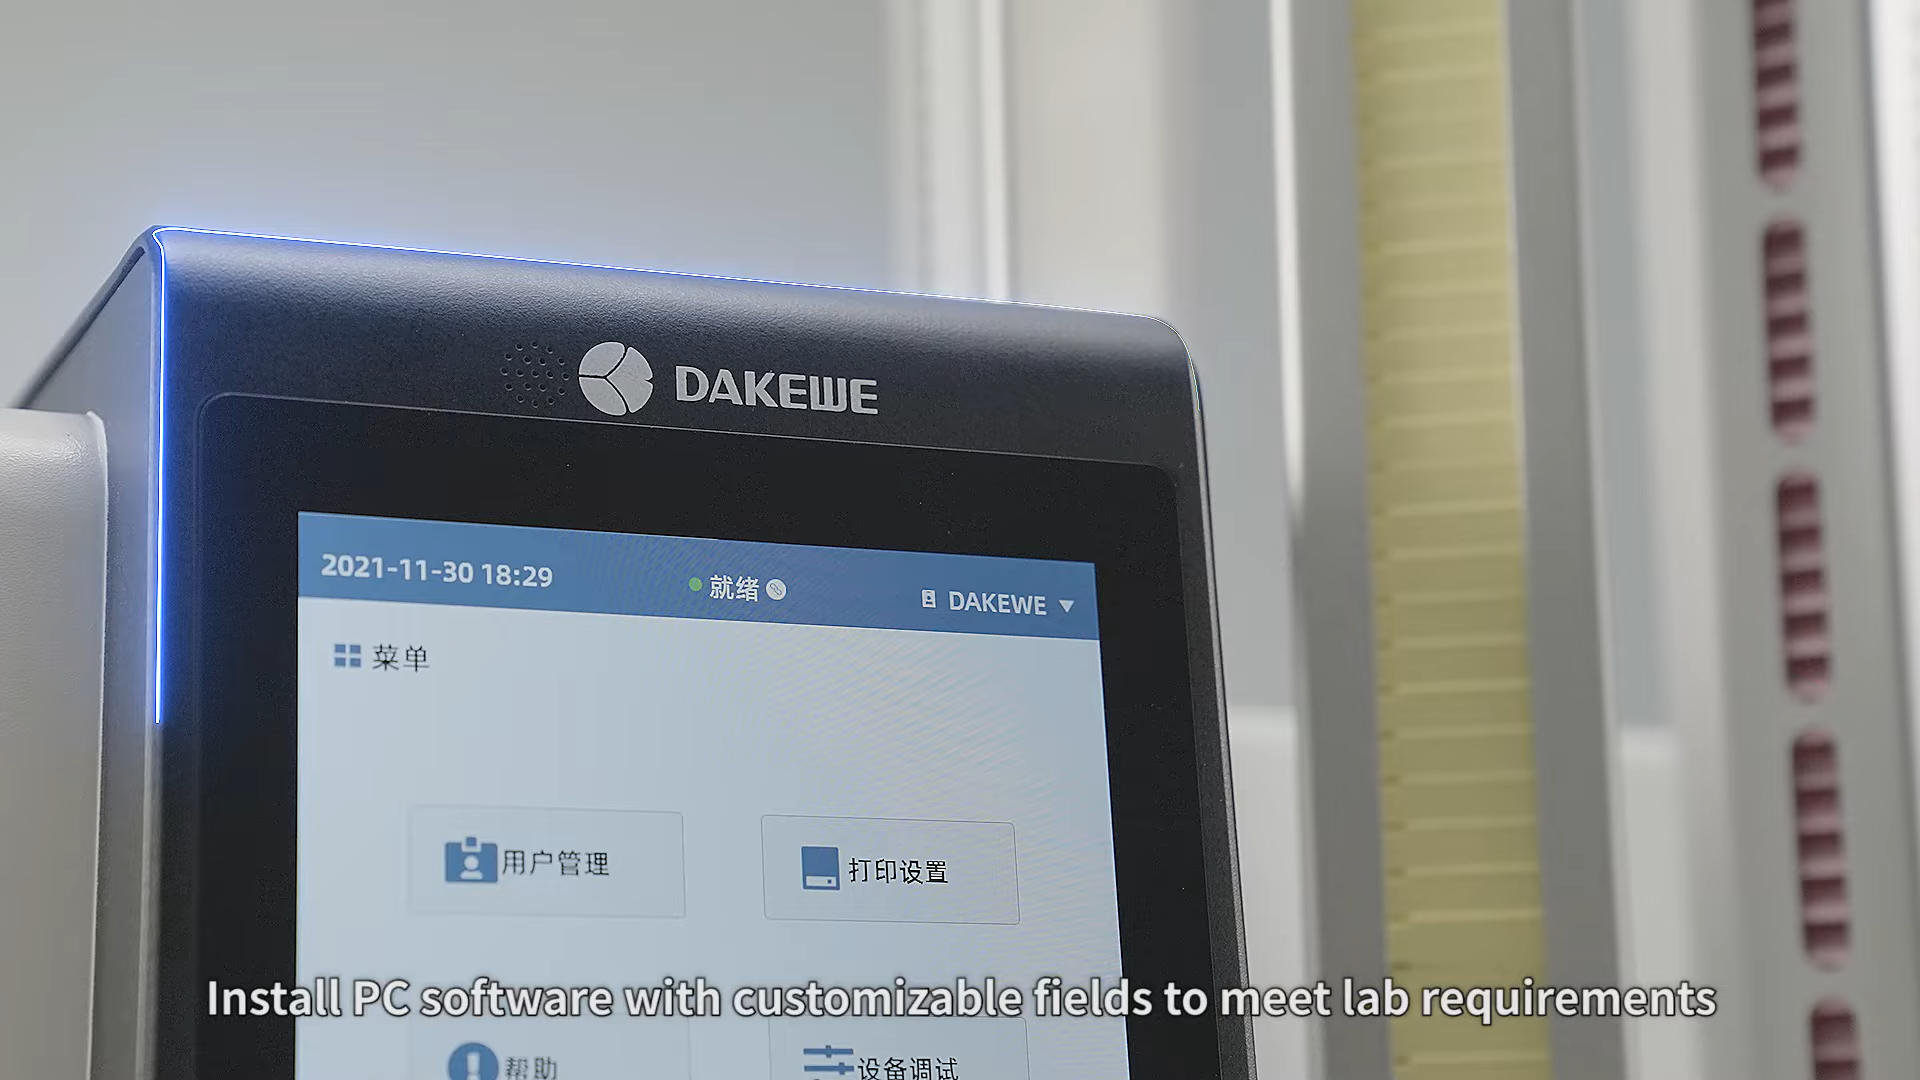 DAKEWE
2021-11-30 18:29
就绪
DAKEWE
菜单
用户管理
打印设置
Install PC software with customizable fields to meet lab requirements
帮助
设备调试